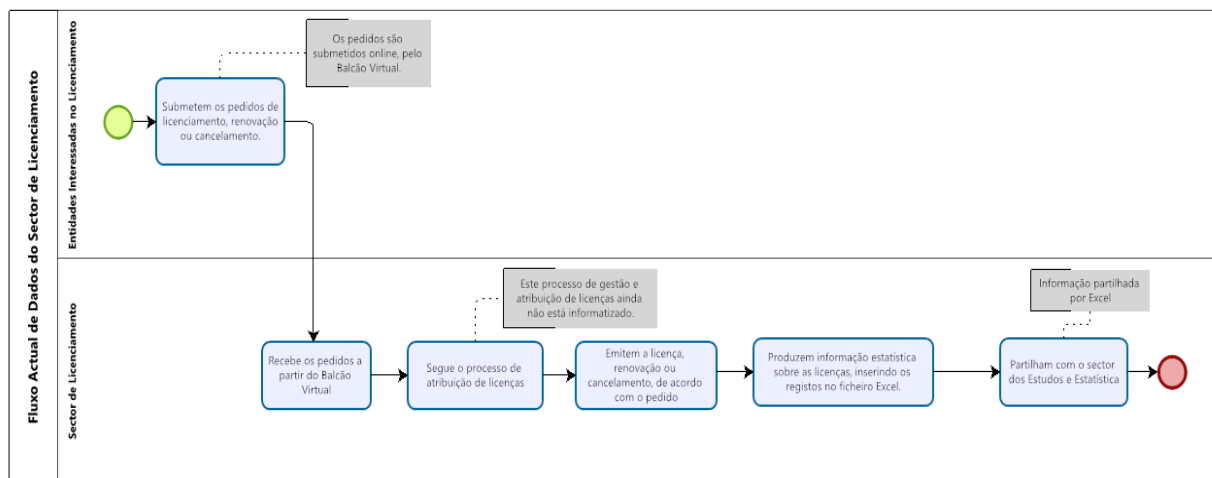 Fluxo Actual de Dados do Sector de Licenciamento
Entidades Interessadas no Licenciamento
Os pedidos são
submetidos online, pelo
Balcão Virtual.
Submetem os pedidos de
licenciamento, renovação
ou cancelamento.
Sector de Licenciamento
Este processo de gestão e
atribuição de licenças ainda
não está informatizado.
Informação partilhada
por Excel
Recebe os pedidos a
partir do Balcão
Virtual
Segue o processo de
atribuição de licenças
Emitem a licença,
renovação ou
cancelamento, de acordo
com o pedido
Produzem informação estatística
sobre as licenças, inserindo os
registos no ficheiro Excel.
Partilham com o sector
dos Estudos e Estatística